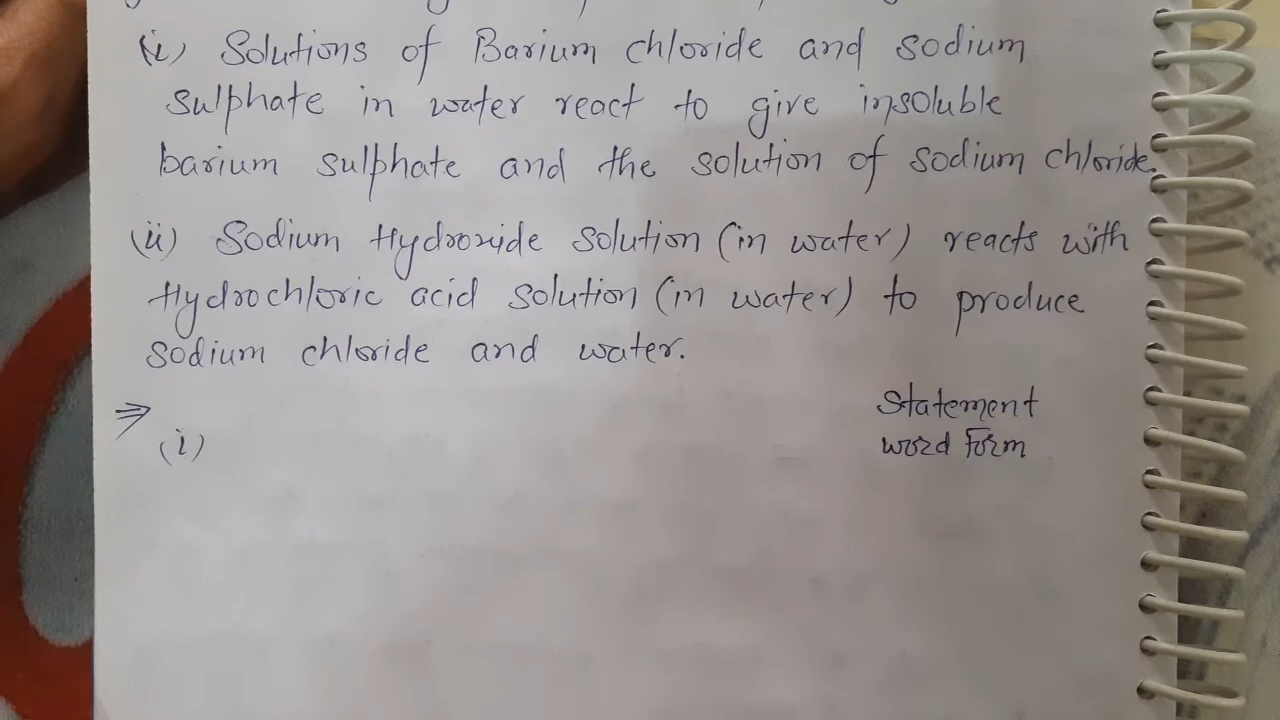 (i) Solutions of Barium chloride and sodium
sulphate in water react to give insoluble
barium sulphate and the solution of sodium chloride.
(ii) Sodium Hydroxide solution (in water) reacts with
Hydrochloric acid solution (in water) to produce
sodium chloride and water.
⇒
Statement
(i)
word form